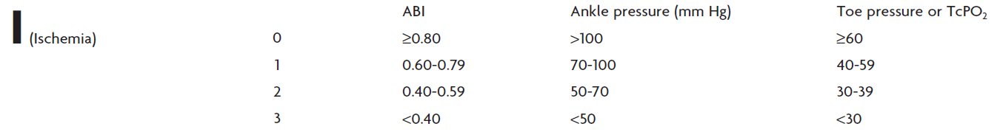 ABI Ankle pressure (mm Hg) Toe pressure or TcPO₂
I (Ischemia) 0 ≥0.80 >100 ≥60
1 0.60-0.79 70-100 40-59
2 0.40-0.59 50-70 30-39
3 <0.40 <50 <30